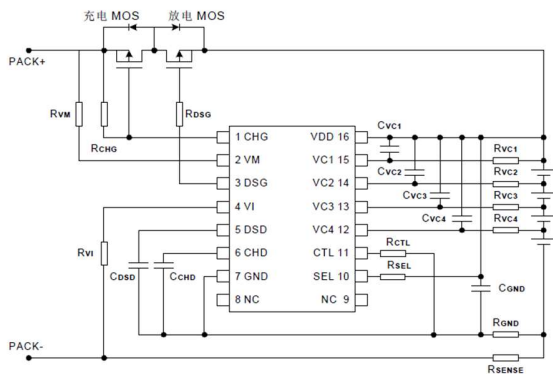 充电 MOS 放电 MOS
PACK+
RVM
RCHG
RDSG
1 CHG VDD 16
2 VM VC1 15
3 DSG VC2 14
4 VI VC3 13
5 DSD VC4 12
6 CHD CTL 11
7 GND SEL 10
8 NC NC 9
CVC1
CVC2
CVC3
CVC4
RVC1
RVC2
RVC3
RVC4
RCTL
RSEL
RVI
CDSD
CCHD
CGND
RGND
PACK-
RSENSE